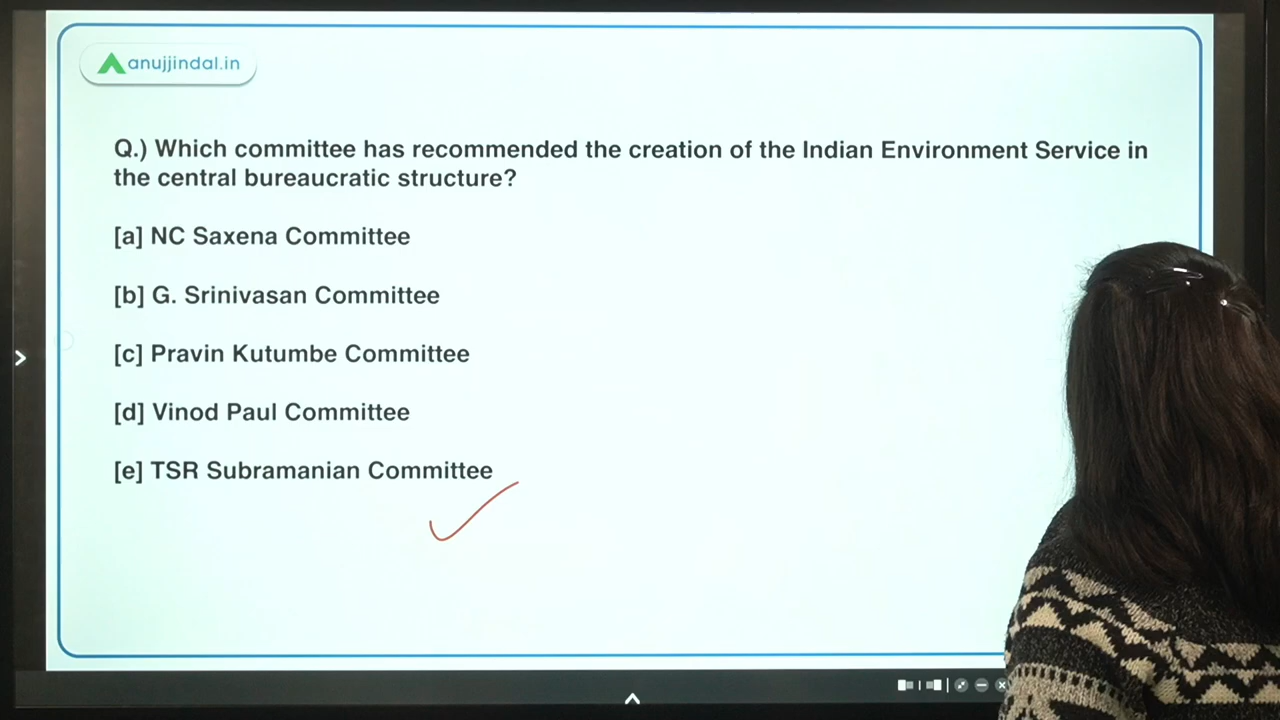 anujjindal.in
Q.) Which committee has recommended the creation of the Indian Environment Service in
the central bureaucratic structure?
[a] NC Saxena Committee
[b] G. Srinivasan Committee
[c] Pravin Kutumbe Committee
[d] Vinod Paul Committee
[e] TSR Subramanian Committee